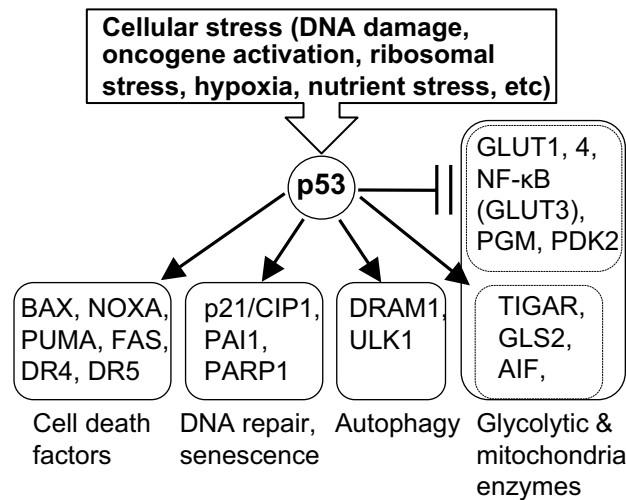 Cellular stress (DNA damage,
oncogene activation, ribosomal
stress, hypoxia, nutrient stress, etc)
p53
GLUT1, 4,
NF-κB
(GLUT3),
PGM, PDK2
BAX, NOXA,
PUMA, FAS,
DR4, DR5
p21/CIP1,
PAI1,
PARP1
DRAM1,
ULK1
TIGAR,
GLS2,
AIF,
Cell death
factors
DNA repair,
senescence
Autophagy
Glycolytic &
mitochondria
enzymes